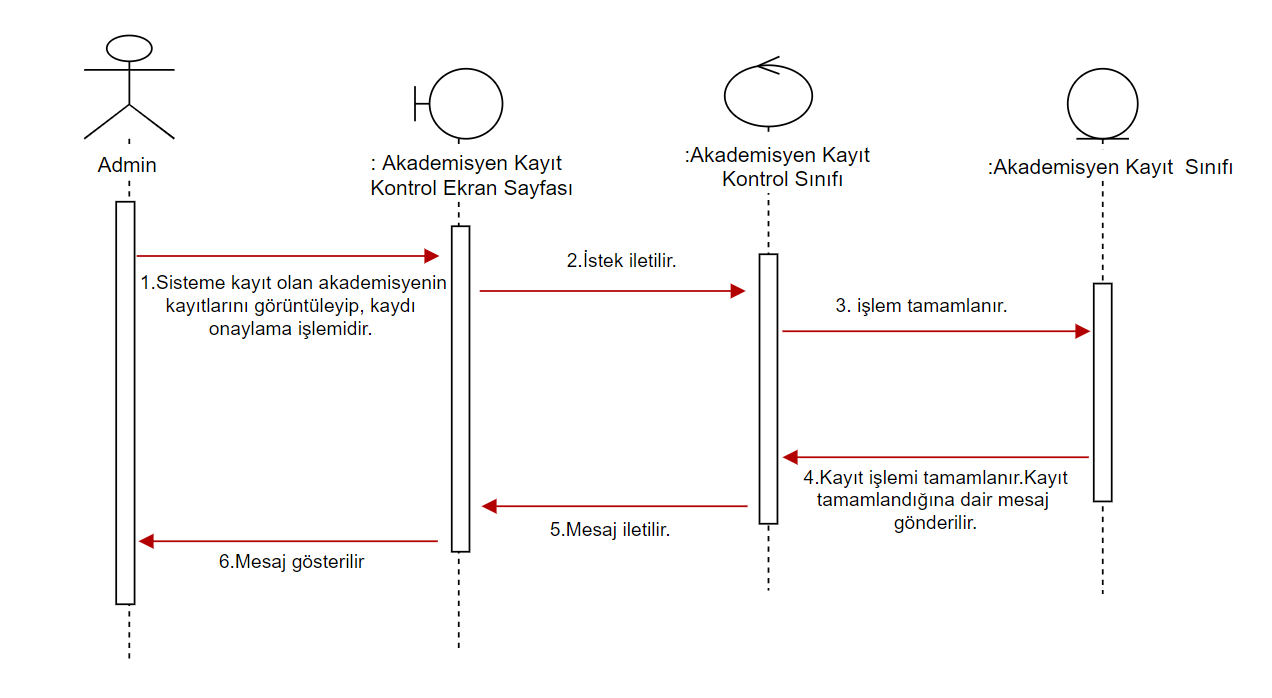 Admin
: Akademisyen Kayıt
Kontrol Ekran Sayfası
:Akademisyen Kayıt
Kontrol Sınıfı
:Akademisyen Kayıt  Sınıfı
1.Sisteme kayıt olan akademisyenin
kayıtlarını görüntüleyip, kaydı
onaylama işlemidir.
2.İstek iletilir.
3. işlem tamamlanır.
4.Kayıt işlemi tamamlanır.Kayıt
tamamlandığına dair mesaj
gönderilir.
5.Mesaj iletilir.
6.Mesaj gösterilir